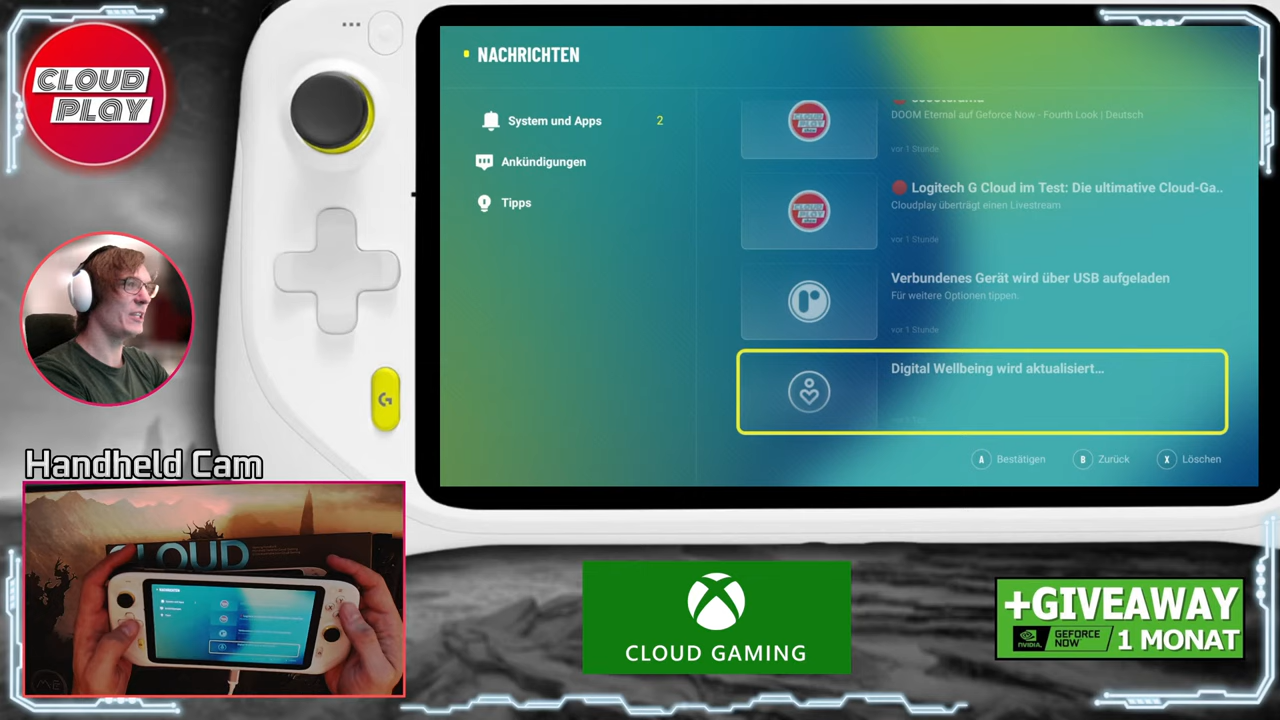 CLOUD
PLAY
NACHRICHTEN
System und Apps 2
Ankündigungen
Tipps
DOOM Eternal auf Geforce Now - Fourth Look | Deutsch
vor 1 Stunde
Logitech G Cloud im Test: Die ultimative Cloud-Ga..
Cloudplay überträgt einen Livestream
vor 1 Stunde
Verbundenes Gerät wird über USB aufgeladen
Für weitere Optionen tippen.
vor 1 Stunde
Digital Wellbeing wird aktualisiert...
A Bestätigen
B Zurück
X Löschen
Handheld Cam
CLOUD
NACHRICHTEN
CLOUD GAMING
+GIVEAWAY
NVIDIA.
GEFORCE
NOW
1 MONAT